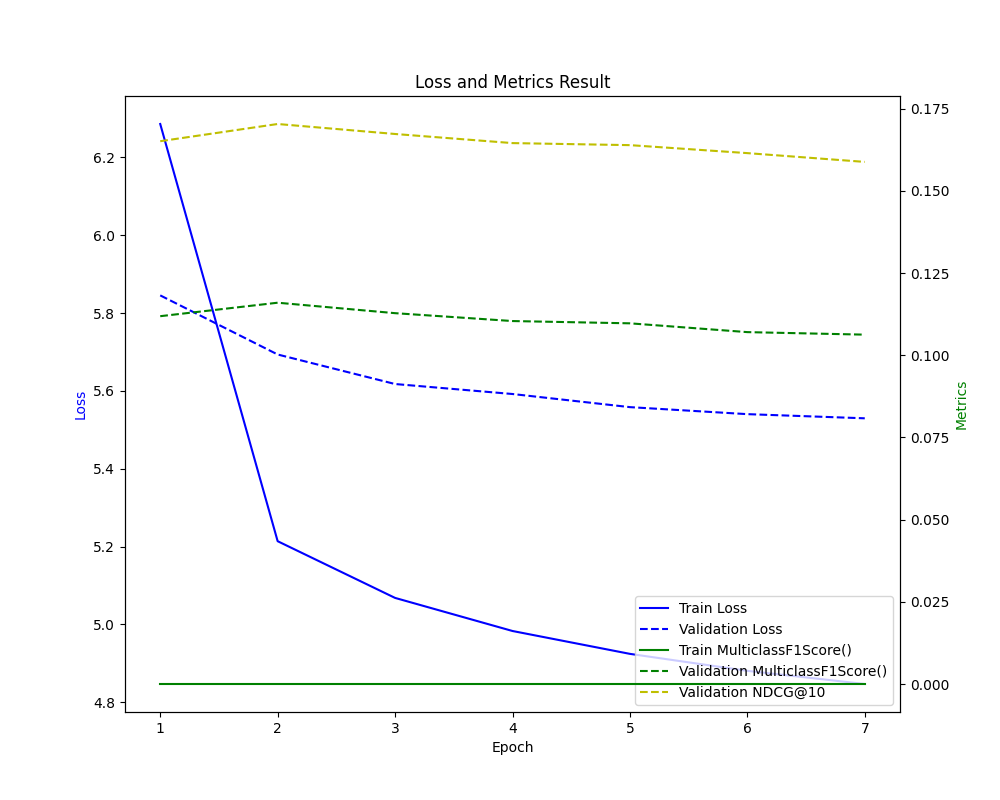 Loss and Metrics Result
Loss
6.2
6.0
5.8
5.6
5.4
5.2
5.0
4.8
0.175
0.150
0.125
0.100
0.075
0.050
0.025
0.000
Metrics
Train Loss
Validation Loss
Train MulticlassF1Score()
Validation MulticlassF1Score()
Validation NDCG@10
1 2 3 4 5 6 7
Epoch